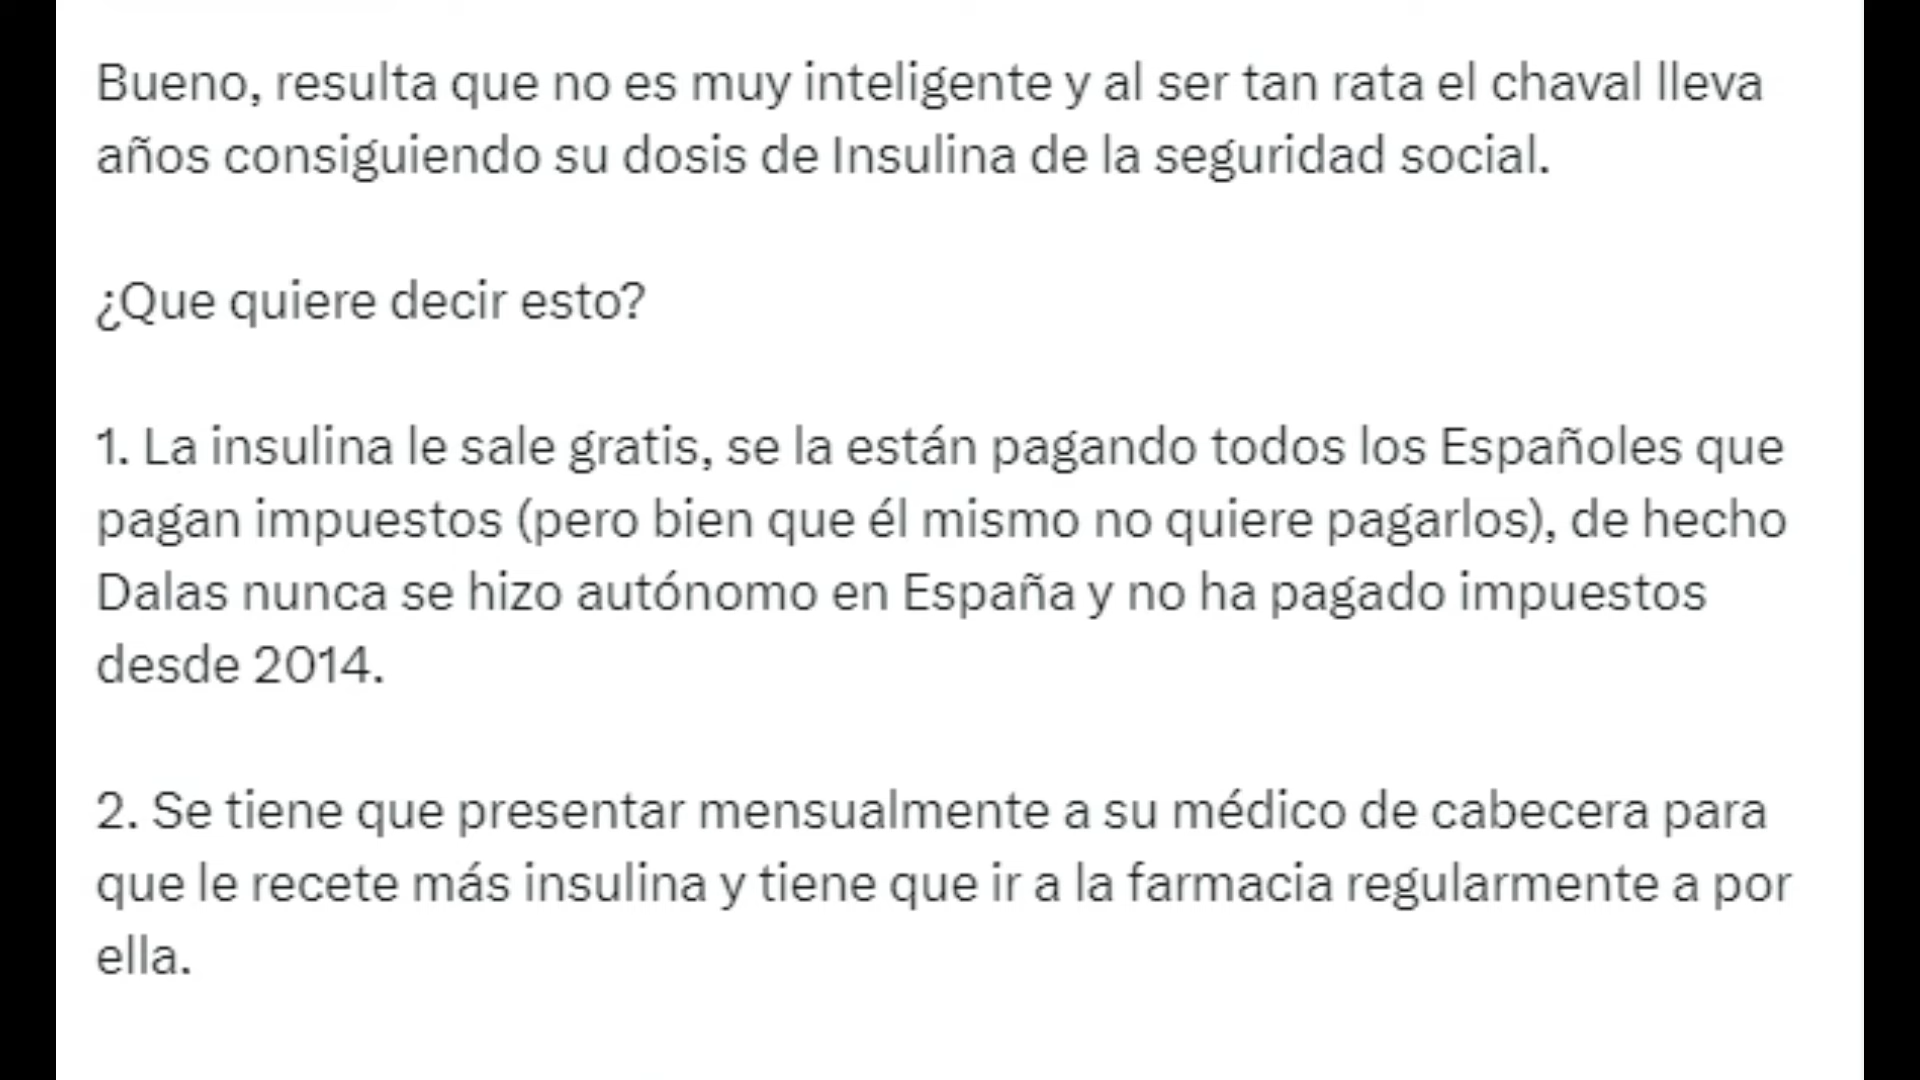 Bueno, resulta que no es muy inteligente y al ser tan rata el chaval lleva
años consiguiendo su dosis de Insulina de la seguridad social.
¿Que quiere decir esto?
1. La insulina le sale gratis, se la están pagando todos los Españoles que
pagan impuestos (pero bien que él mismo no quiere pagarlos), de hecho
Dalas nunca se hizo autónomo en España y no ha pagado impuestos
desde 2014.
2. Se tiene que presentar mensualmente a su médico de cabecera para
que le recete más insulina y tiene que ir a la farmacia regularmente a por
ella.